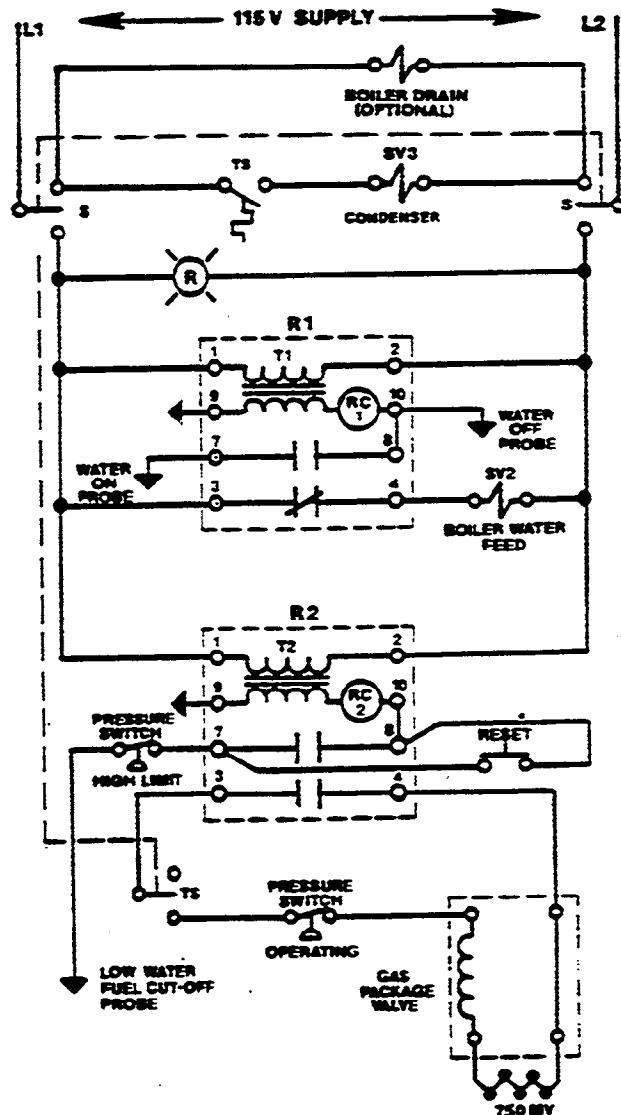 115 V SUPPLY
L1
L2
BOILER DRAIN
(OPTIONAL)
TS
SV3
S
S
CONDENSER
R
R1
1
T1
2
9
RC
1
10
WATER
OFF
PROBE
7
8
WATER
ON
PROBE
3
4
SV2
BOILER WATER
FEED
R2
1
T2
2
9
RC
2
10
PRESSURE
SWITCH
7
8
RESET
HIGH LIMIT
3
4
TS
PRESSURE
SWITCH
OPERATING
LOW WATER
FUEL CUT-OFF
PROBE
GAS
PACKAGE
VALVE
750 MV